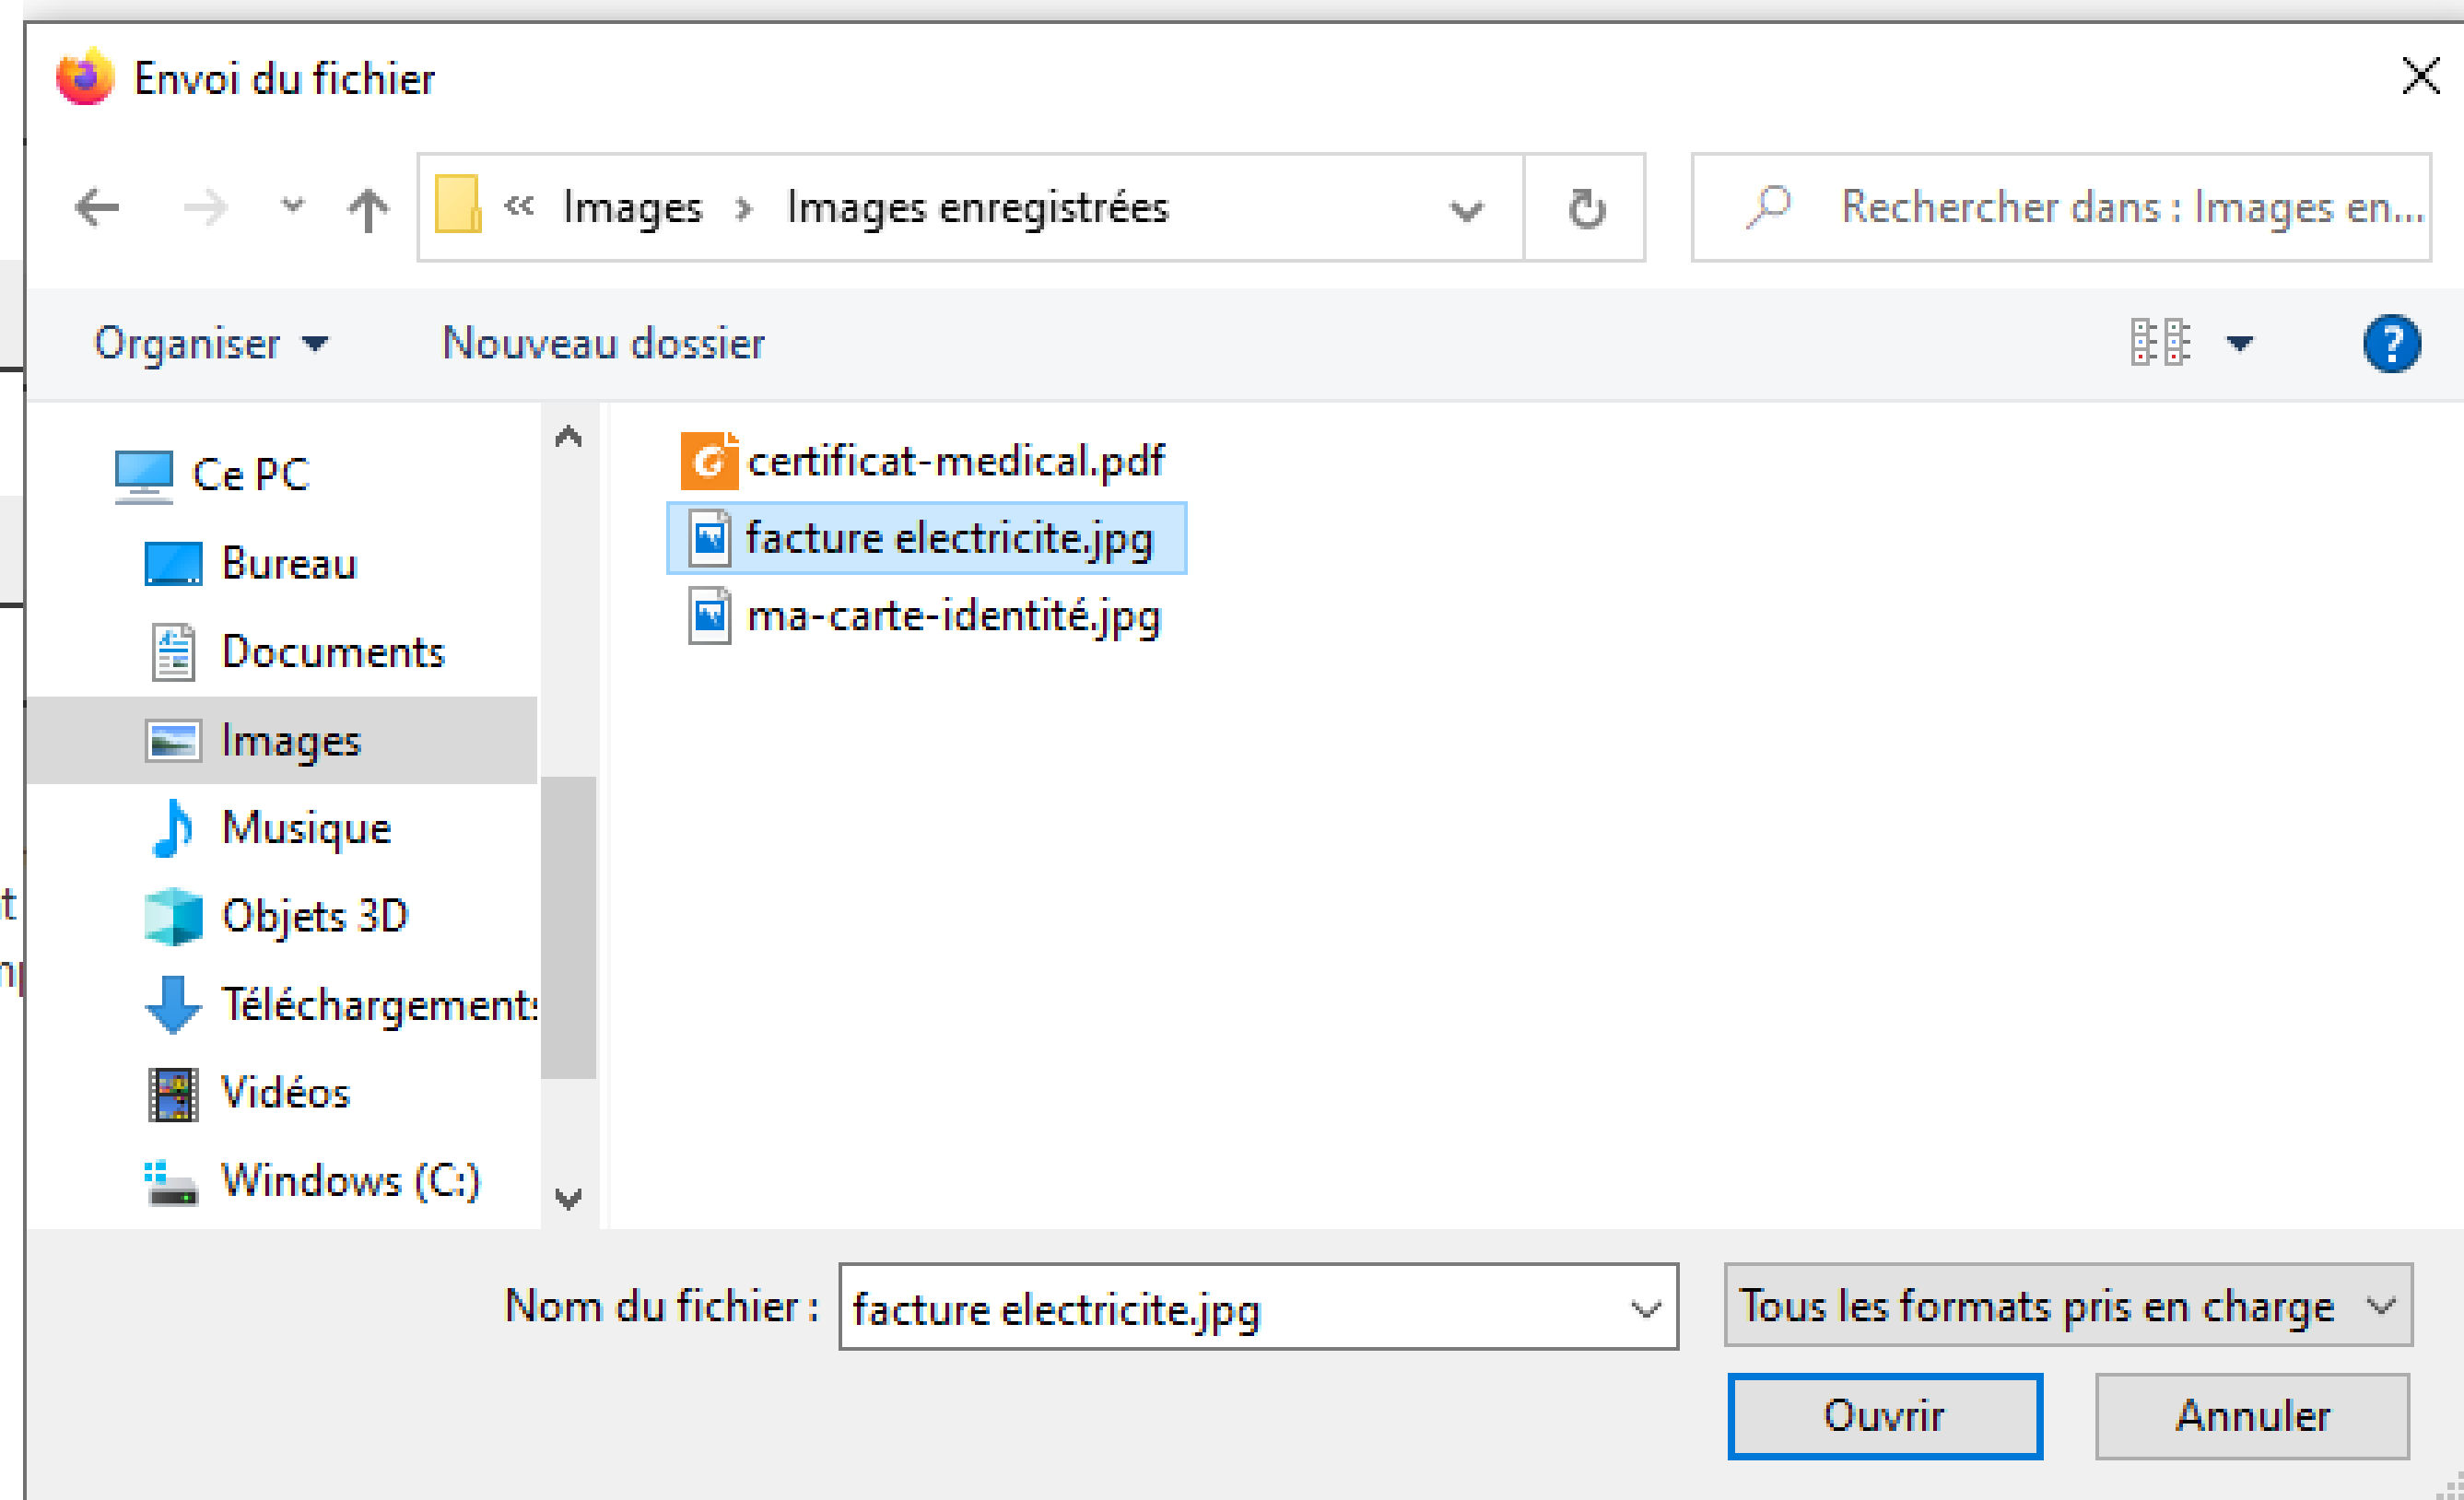 Envoi du fichier
« Images › Images enregistrées
Rechercher dans : Images en...
Organiser
Nouveau dossier
?
Ce PC
Bureau
Documents
Images
Musique
Objets 3D
Téléchargements
Vidéos
Windows (C:)
certificat-medical.pdf
facture electricite.jpg
ma-carte-identité.jpg
Nom du fichier :
facture electricite.jpg
Tous les formats pris en charge
Ouvrir
Annuler